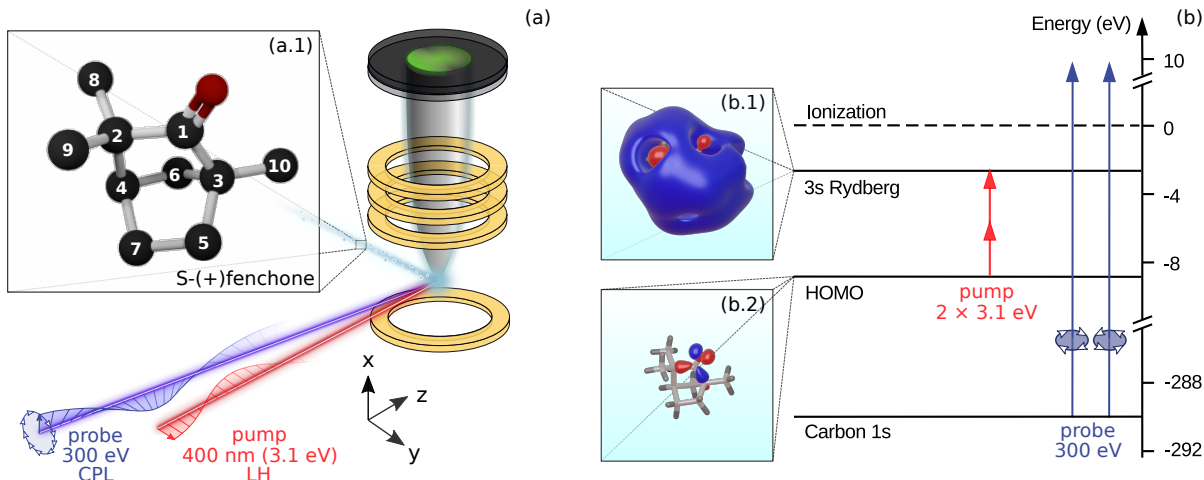 (a)
(a.1)
8
1
2
9
6
10
3
4
7
5
S-(+)fenchone
x
z
y
probe
300 eV
CPL
pump
400 nm (3.1 eV)
LH
(b)
Energy (eV)
10
(b.1)
Ionization
0
3s Rydberg
-4
-8
HOMO
(b.2)
pump
2 × 3.1 eV
-288
Carbon 1s
probe
300 eV
-292